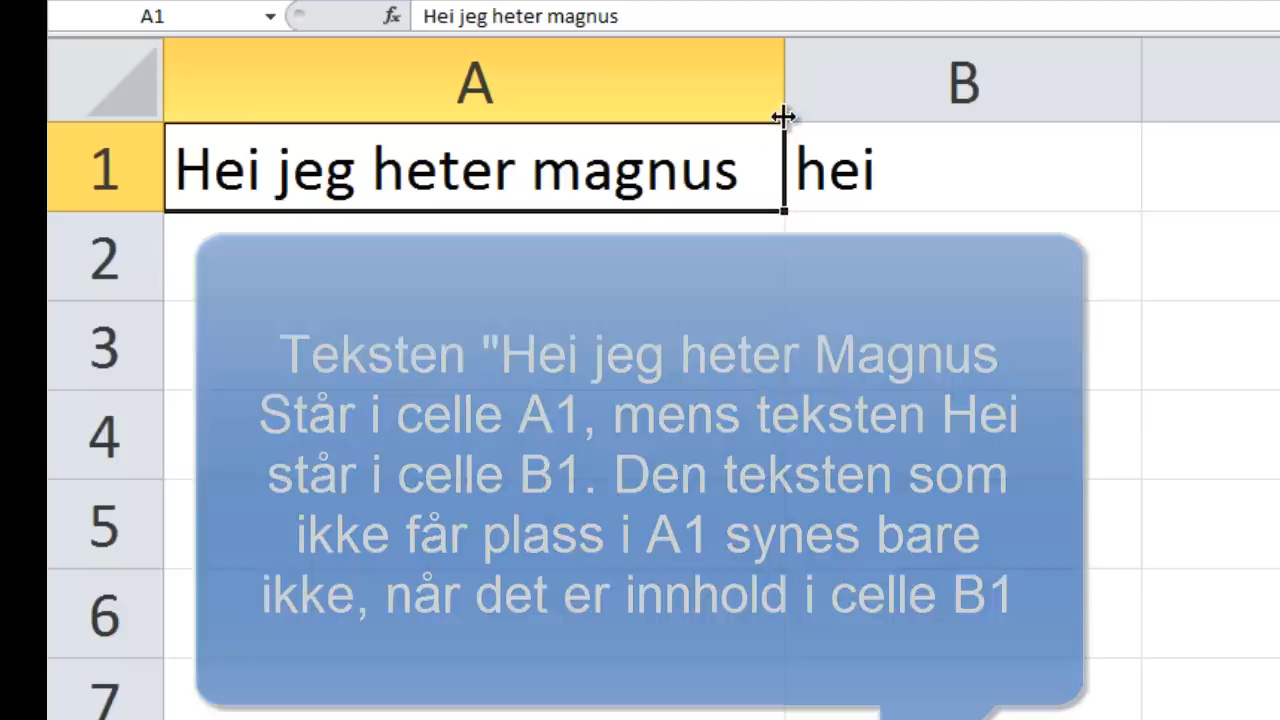 A1 fx Hei jeg heter magnus
A B
1 Hei jeg heter magnus hei
2
3
4
5
6
7
Teksten "Hei jeg heter Magnus
Står i celle A1, mens teksten Hei
står i celle B1. Den teksten som
ikke får plass i A1 synes bare
ikke, når det er innhold i celle B1